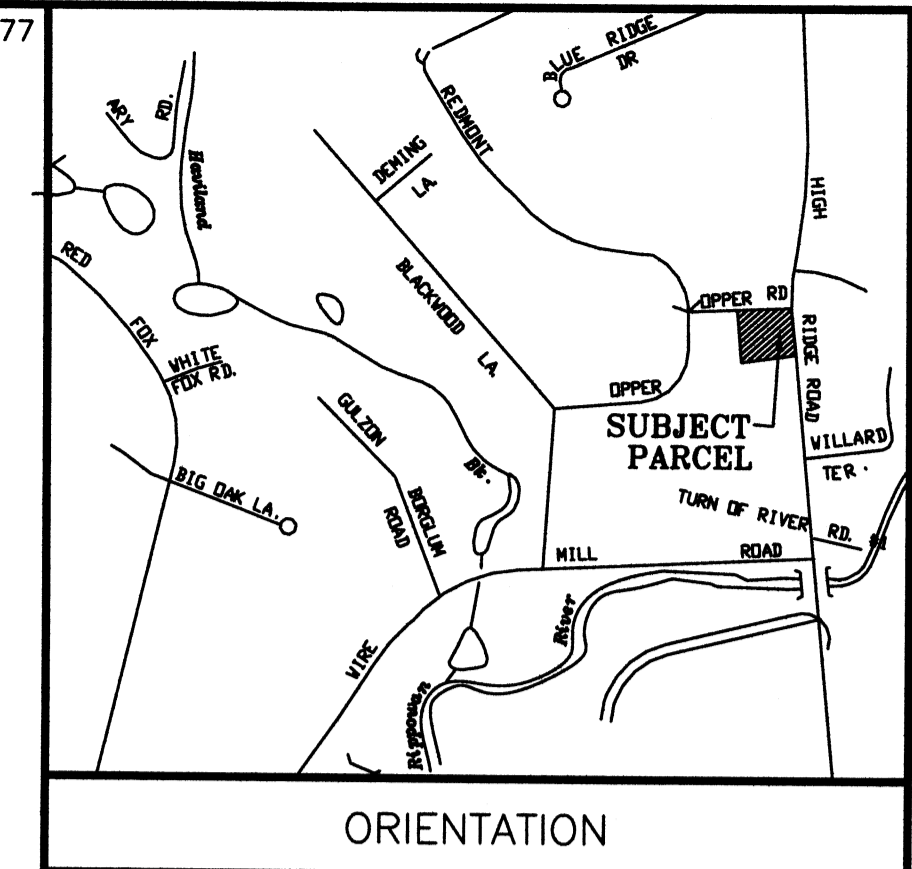 77
BLUE RIDGE
DR
ARY RD.
REDMONT
Haviland
DEMING
LA.
HIGH
RED
FOX
OPPER RD
BLACKWOOD
LA.
RIDGE ROAD
WHITE
FOX RD.
OPPER
GULZON
BORGLUM
ROAD
SUBJECT
PARCEL
WILLARD
TER.
Bk.
BIG OAK LA.
TURN OF RIVER
RD.
MILL
ROAD
River
WIRE
Rippowan
ORIENTATION